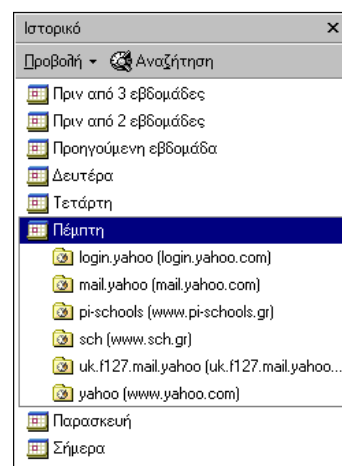 Ιστορικό
Προβολή Αναζήτηση
Πριν από 3 εβδομάδες
Πριν από 2 εβδομάδες
Προηγούμενη εβδομάδα
Δευτέρα
Τετάρτη
Πέμπτη
login.yahoo (login.yahoo.com)
mail.yahoo (mail.yahoo.com)
pi-schools (www.pi-schools.gr)
sch (www.sch.gr)
uk.f127.mail.yahoo (uk.f127.mail.yahoo...
yahoo (www.yahoo.com)
Παρασκευή
Σήμερα